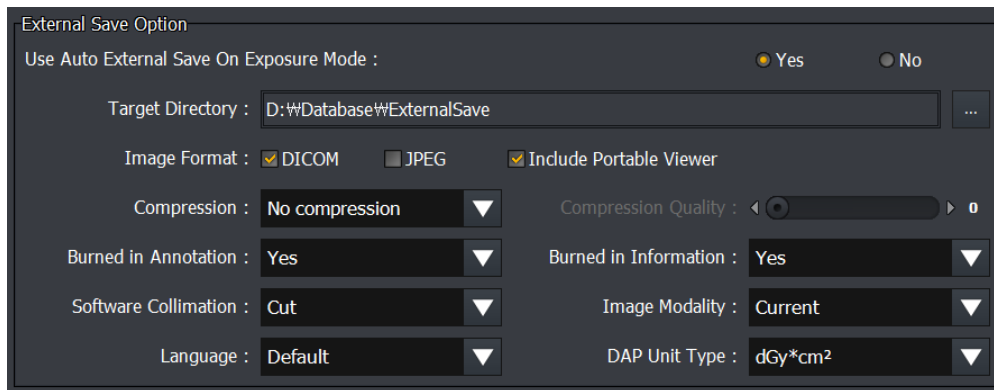 External Save Option
Use Auto External Save On Exposure Mode : Yes No
Target Directory : D:₩Database₩ExternalSave ...
Image Format : DICOM JPEG Include Portable Viewer
Compression : No compression Compression Quality : 0
Burned in Annotation : Yes Burned in Information : Yes
Software Collimation : Cut Image Modality : Current
Language : Default DAP Unit Type : dGy*cm²